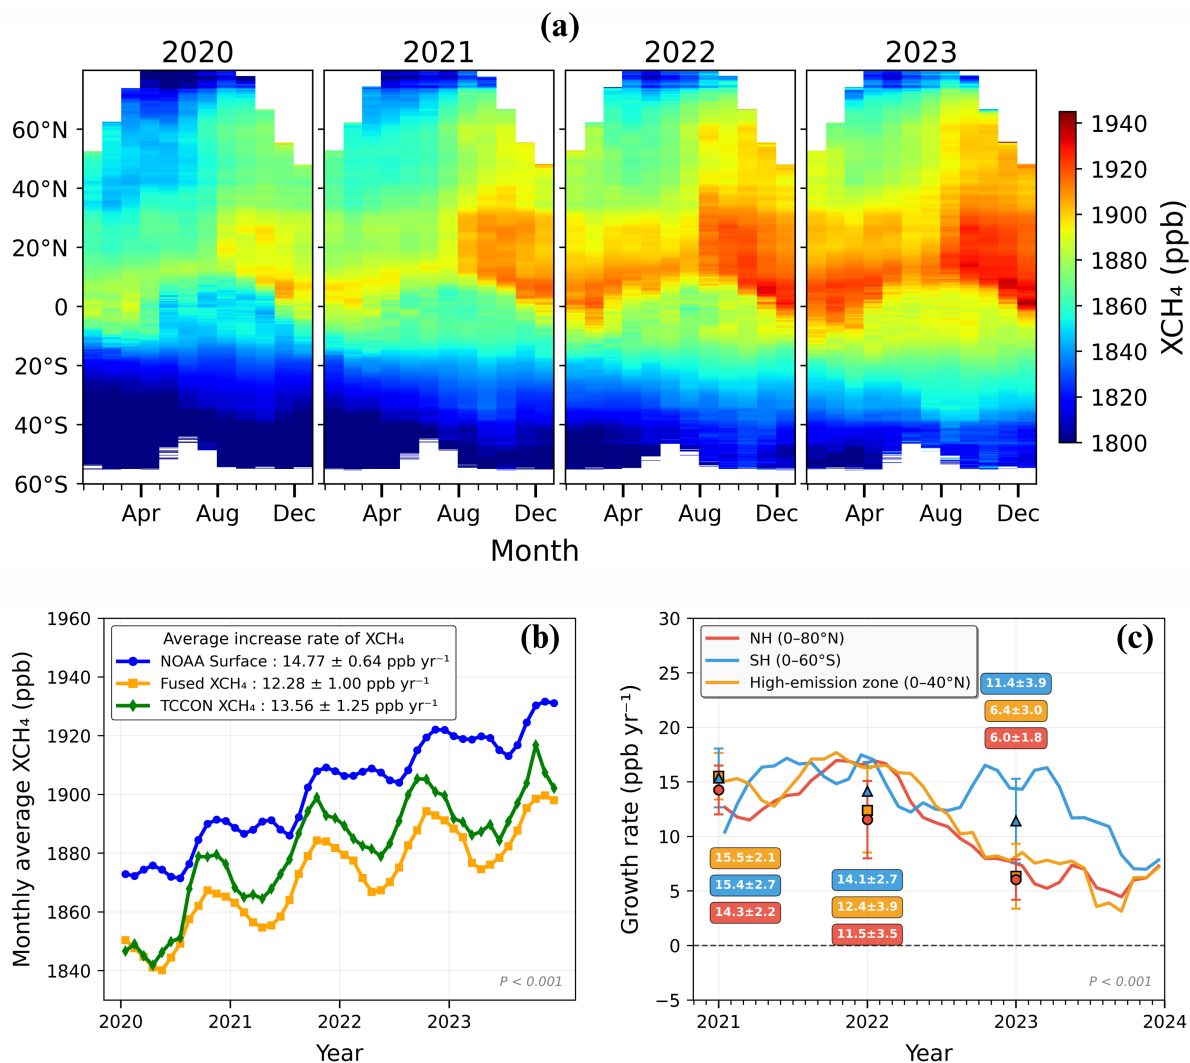 (a)
2020 2021 2022 2023
60°N
40°N
20°N
0
20°S
40°S
60°S
Apr Aug Dec Apr Aug Dec Apr Aug Dec Apr Aug Dec
Month
1940
1920
1900
1880
1860
1840
1820
1800
XCH₄ (ppb)
(b)
Average increase rate of XCH₄
NOAA Surface : 14.77 ± 0.64 ppb yr⁻¹
Fused XCH₄ : 12.28 ± 1.00 ppb yr⁻¹
TCCON XCH₄ : 13.56 ± 1.25 ppb yr⁻¹
1960
1940
1920
1900
1880
1860
1840
Monthly average XCH₄ (ppb)
P < 0.001
2020 2021 2022 2023
Year
(c)
NH (0–80°N)
SH (0–60°S)
High-emission zone (0–40°N)
30
25
20
15
10
5
0
−5
Growth rate (ppb yr⁻¹)
11.4±3.9
6.4±3.0
6.0±1.8
15.5±2.1
15.4±2.7
14.3±2.2
14.1±2.7
12.4±3.9
11.5±3.5
P < 0.001
2021 2022 2023 2024
Year